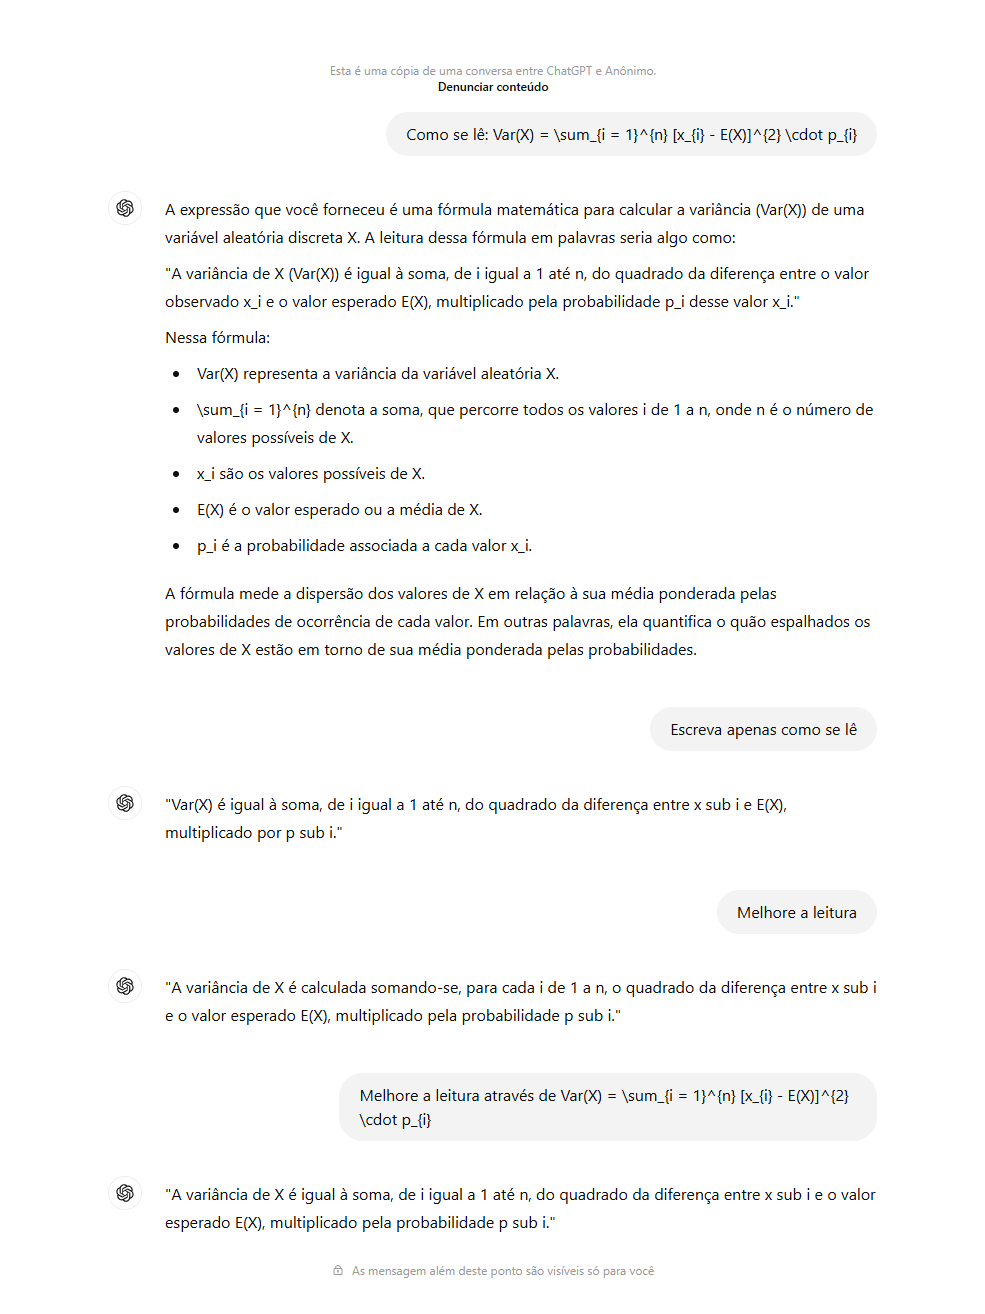 Esta é uma cópia de uma conversa entre ChatGPT e Anônimo.
Denunciar conteúdo
Como se lê: Var(X) = \sum_{i = 1}^{n} [x_{i} - E(X)]^{2} \cdot p_{i}
A expressão que você forneceu é uma fórmula matemática para calcular a variância (Var(X)) de uma
variável aleatória discreta X. A leitura dessa fórmula em palavras seria algo como:
"A variância de X (Var(X)) é igual à soma, de i igual a 1 até n, do quadrado da diferença entre o valor
observado x_i e o valor esperado E(X), multiplicado pela probabilidade p_i desse valor x_i."
Nessa fórmula:
• Var(X) representa a variância da variável aleatória X.
• \sum_{i = 1}^{n} denota a soma, que percorre todos os valores i de 1 a n, onde n é o número de
valores possíveis de X.
• x_i são os valores possíveis de X.
• E(X) é o valor esperado ou a média de X.
• p_i é a probabilidade associada a cada valor x_i.
A fórmula mede a dispersão dos valores de X em relação à sua média ponderada pelas
probabilidades de ocorrência de cada valor. Em outras palavras, ela quantifica o quão espalhados os
valores de X estão em torno de sua média ponderada pelas probabilidades.
Escreva apenas como se lê
"Var(X) é igual à soma, de i igual a 1 até n, do quadrado da diferença entre x sub i e E(X),
multiplicado por p sub i."
Melhore a leitura
"A variância de X é calculada somando-se, para cada i de 1 a n, o quadrado da diferença entre x sub i
e o valor esperado E(X), multiplicado pela probabilidade p sub i."
Melhore a leitura através de Var(X) = \sum_{i = 1}^{n} [x_{i} - E(X)]^{2}
\cdot p_{i}
"A variância de X é igual à soma, de i igual a 1 até n, do quadrado da diferença entre x sub i e o valor
esperado E(X), multiplicado pela probabilidade p sub i."
As mensagem além deste ponto são visíveis só para você